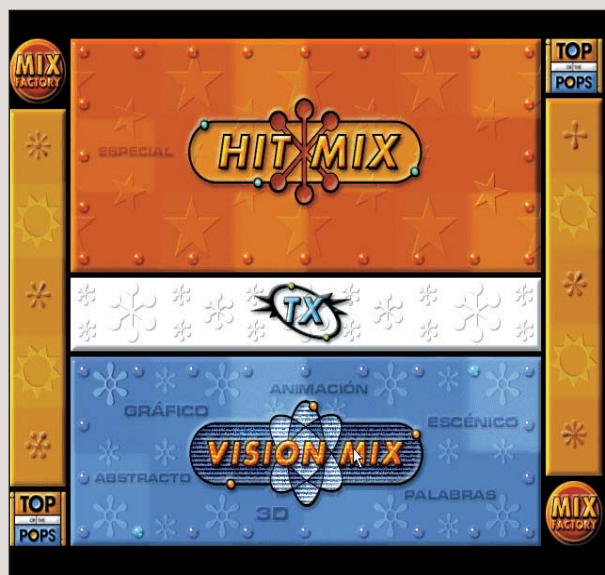 MIX
FACTORY
TOP
OF THE
POPS
ESPECIAL
HIT MIX
TX
ANIMACIÓN
GRÁFICO
ESCÉNICO
VISION MIX
ABSTRACTO
PALABRAS
3D
TOP
OF THE
POPS
MIX
FACTORY